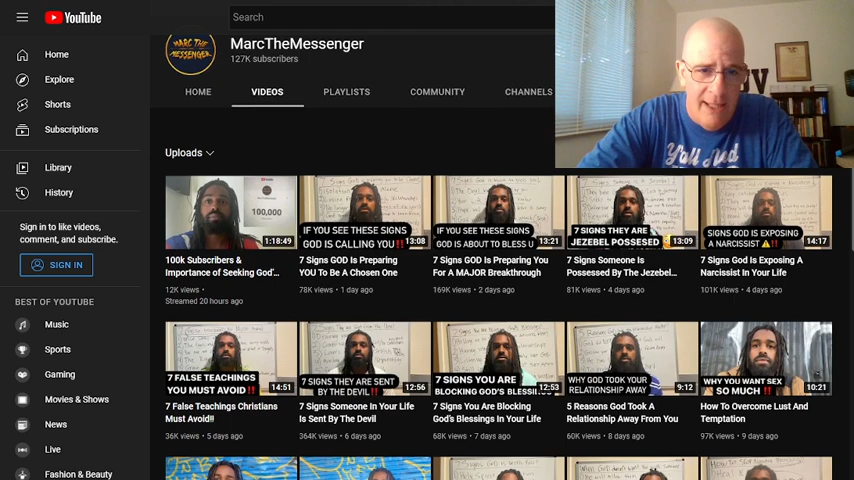 YouTube
Search
MARC THE
MESSENGER
MarcTheMessenger
127K subscribers
HOME
VIDEOS
PLAYLISTS
COMMUNITY
CHANNELS
Y'all Need
Home
Explore
Shorts
Subscriptions
Library
History
Sign in to like videos,
comment, and subscribe.
SIGN IN
BEST OF YOUTUBE
Music
Sports
Gaming
Movies & Shows
News
Live
Fashion & Beauty
Uploads
100,000
1:18:49
100k Subscribers &
Importance of Seeking God'...
12K views •
Streamed 20 hours ago
IF YOU SEE THESE SIGNS
GOD IS CALLING YOU‼
13:08
7 Signs GOD Is Preparing
YOU To Be A Chosen One
78K views • 1 day ago
IF YOU SEE THESE SIGNS
GOD IS ABOUT TO BLESS U
13:21
7 Signs GOD Is Preparing YOU
For A MAJOR Breakthrough
169K views • 2 days ago
7 SIGNS THEY ARE
JEZEBEL POSSESSED
13:09
7 Signs Someone Is
Possessed By The Jezebel...
81K views • 4 days ago
SIGNS GOD IS EXPOSING
A NARCISSIST ⚠‼
14:17
7 Signs God Is Exposing A
Narcissist In Your Life
101K views • 4 days ago
7 FALSE TEACHINGS
YOU MUST AVOID‼
14:51
7 False Teachings Christians
Must Avoid!!
36K views • 5 days ago
7 SIGNS THEY ARE SENT
BY THE DEVIL‼
12:56
7 Signs Someone In Your Life
Is Sent By The Devil
364K views • 6 days ago
7 SIGNS YOU ARE
BLOCKING GOD'S BLESSINGS
12:53
7 Signs You Are Blocking
God's Blessings In Your Life
68K views • 7 days ago
WHY GOD TOOK YOUR
RELATIONSHIP AWAY
9:12
5 Reasons God Took A
Relationship Away From You
60K views • 8 days ago
WHY YOU WANT SEX
SO MUCH ‼
10:21
How To Overcome Lust And
Temptation
97K views • 9 days ago